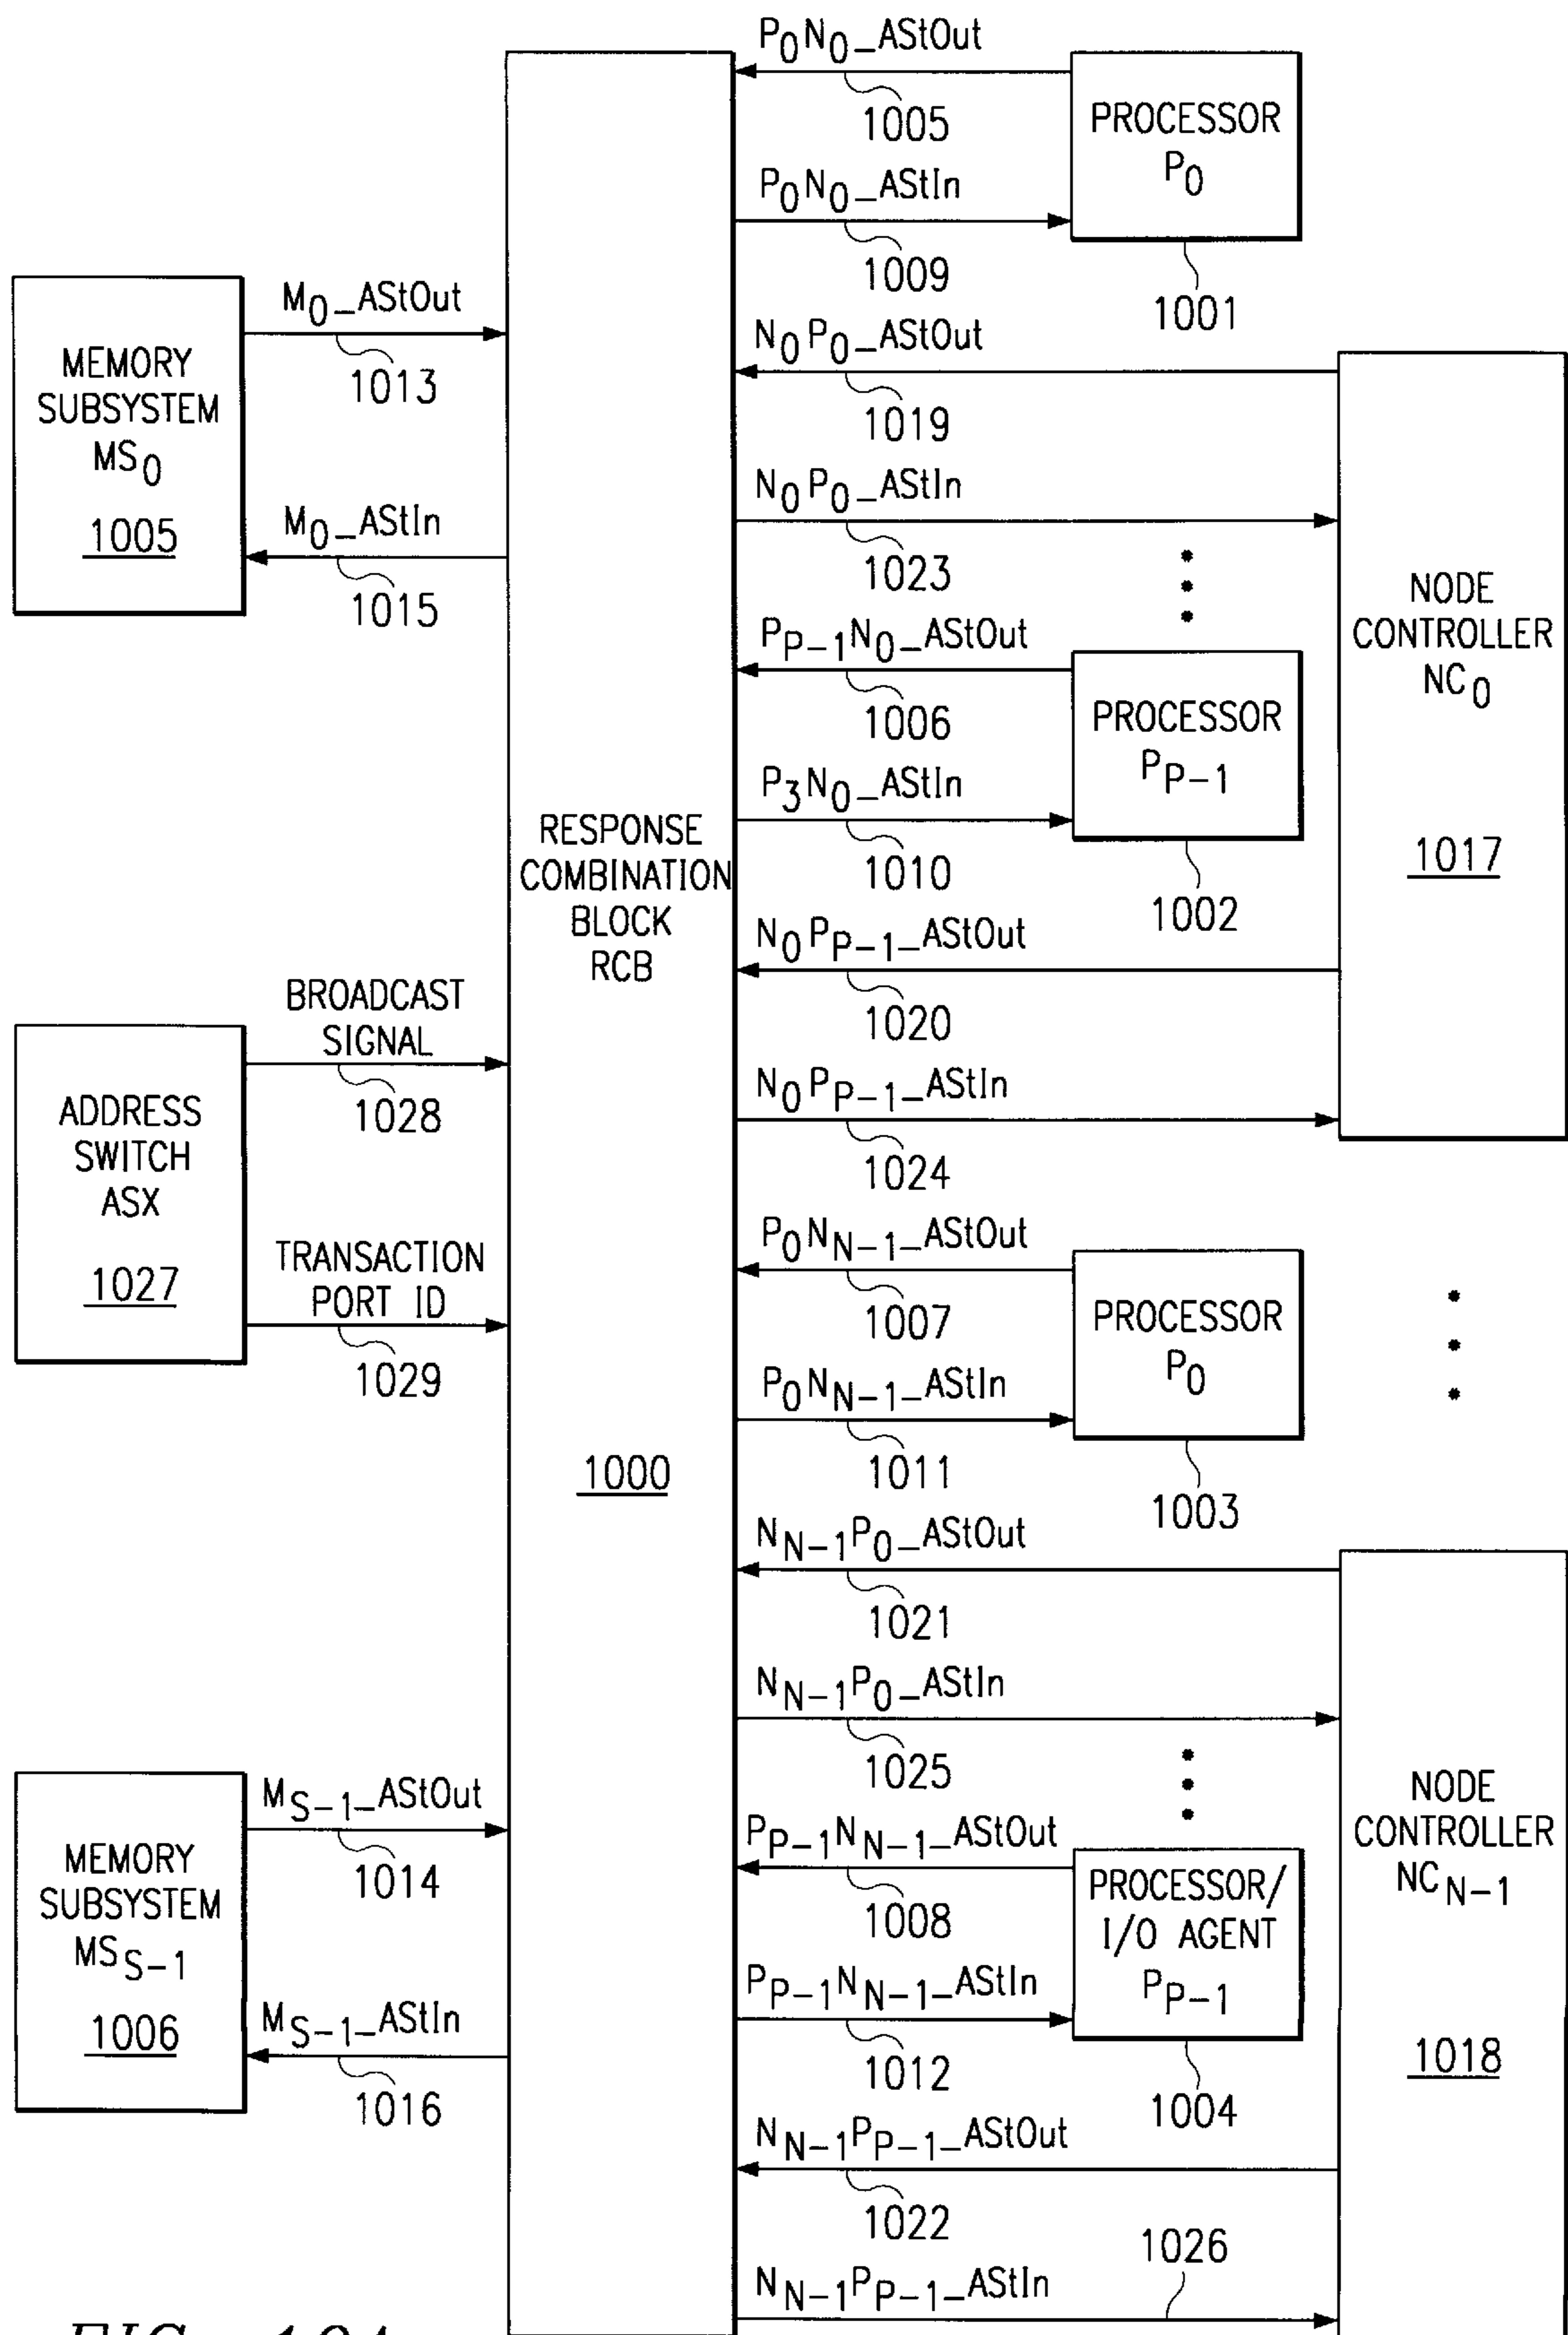 P0N0_AStOut
1005
PROCESSOR
P0
1001
P0N0_AStIn
1009
MEMORY
SUBSYSTEM
MS0
1005
M0_AStOut
1013
M0_AStIn
1015
N0P0_AStOut
1019
N0P0_AStIn
1023
NODE
CONTROLLER
NC0
1017
PP-1N0_AStOut
1006
PROCESSOR
PP-1
1002
P3N0_AStIn
1010
RESPONSE
COMBINATION
BLOCK
RCB
1000
N0PP-1_AStOut
1020
N0PP-1_AStIn
1024
ADDRESS
SWITCH
ASX
1027
BROADCAST
SIGNAL
1028
TRANSACTION
PORT ID
1029
P0NN-1_AStOut
1007
PROCESSOR
P0
1003
P0NN-1_AStIn
1011
NN-1P0_AStOut
1021
NN-1P0_AStIn
1025
NODE
CONTROLLER
NCN-1
1018
MEMORY
SUBSYSTEM
MSS-1
1006
MS-1_AStOut
1014
MS-1_AStIn
1016
PP-1NN-1_AStOut
1008
PROCESSOR/
I/O AGENT
PP-1
1004
PP-1NN-1_AStIn
1012
NN-1PP-1_AStOut
1022
NN-1PP-1_AStIn
1026